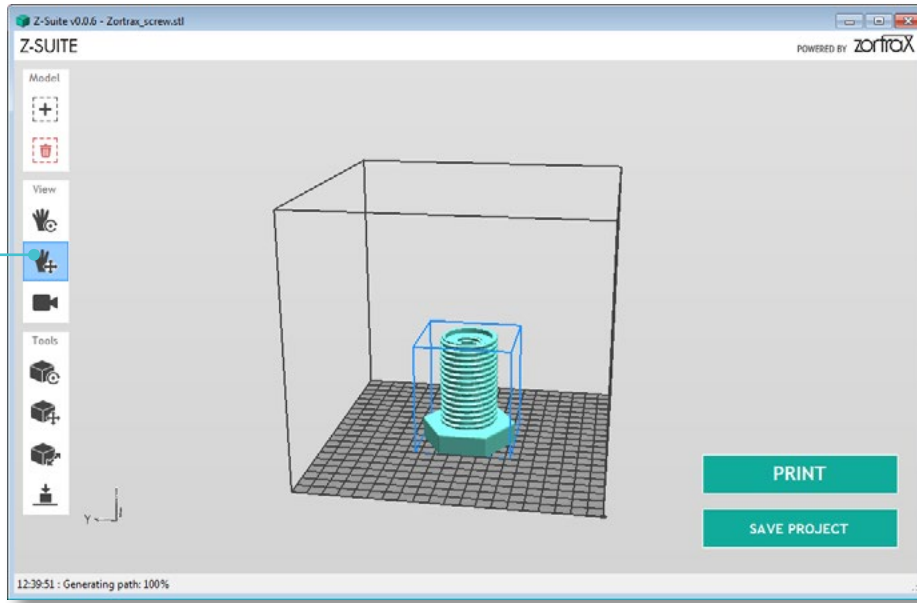 Z-Suite v0.0.6 - Zortrax_screw.stl
Z-SUITE
POWERED BY zortrax
Model
View
Tools
Y
PRINT
SAVE PROJECT
12:39:51 : Generating path: 100%